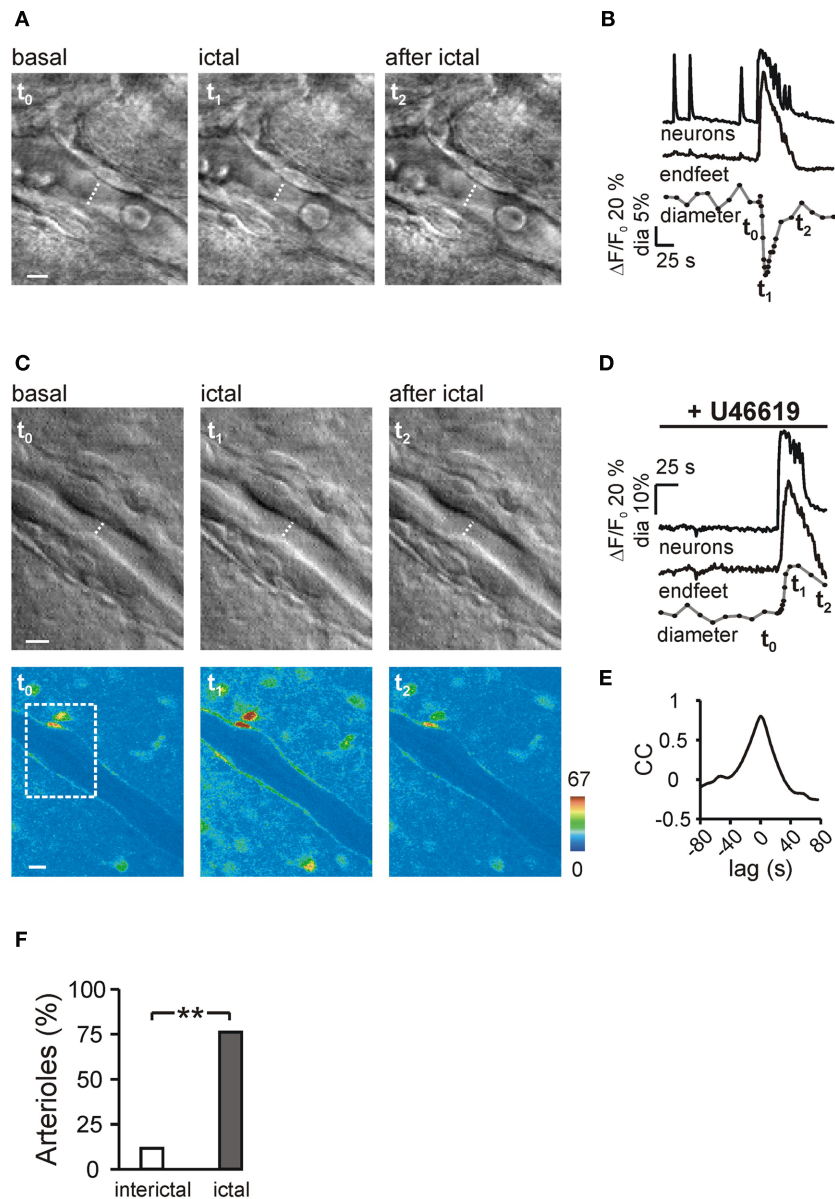 A
basal
ictal
after ictal
t0
t1
t2
B
neurons
endfeet
diameter
t0
t1
t2
ΔF/F0 20 %
dia 5%
25 s
C
basal
ictal
after ictal
t0
t1
t2
t0
t1
t2
67
0
D
+ U46619
25 s
ΔF/F0 20 %
dia 10%
neurons
endfeet
diameter
t0
t1
t2
E
CC
1
0.5
0
-0.5
-80
-40
0
40
80
lag (s)
F
Arterioles (%)
100
75
50
25
0
**
interictal
ictal